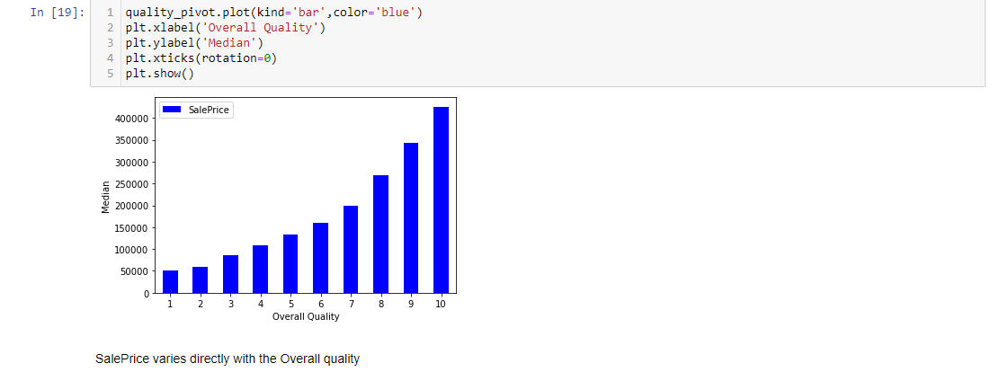 In [19]:
1 quality_pivot.plot(kind='bar',color='blue')
2 plt.xlabel('Overall Quality')
3 plt.ylabel('Median')
4 plt.xticks(rotation=0)
5 plt.show()
SalePrice
400000
350000
300000
250000
200000
150000
100000
50000
0
Median
1 2 3 4 5 6 7 8 9 10
Overall Quality
SalePrice varies directly with the Overall quality